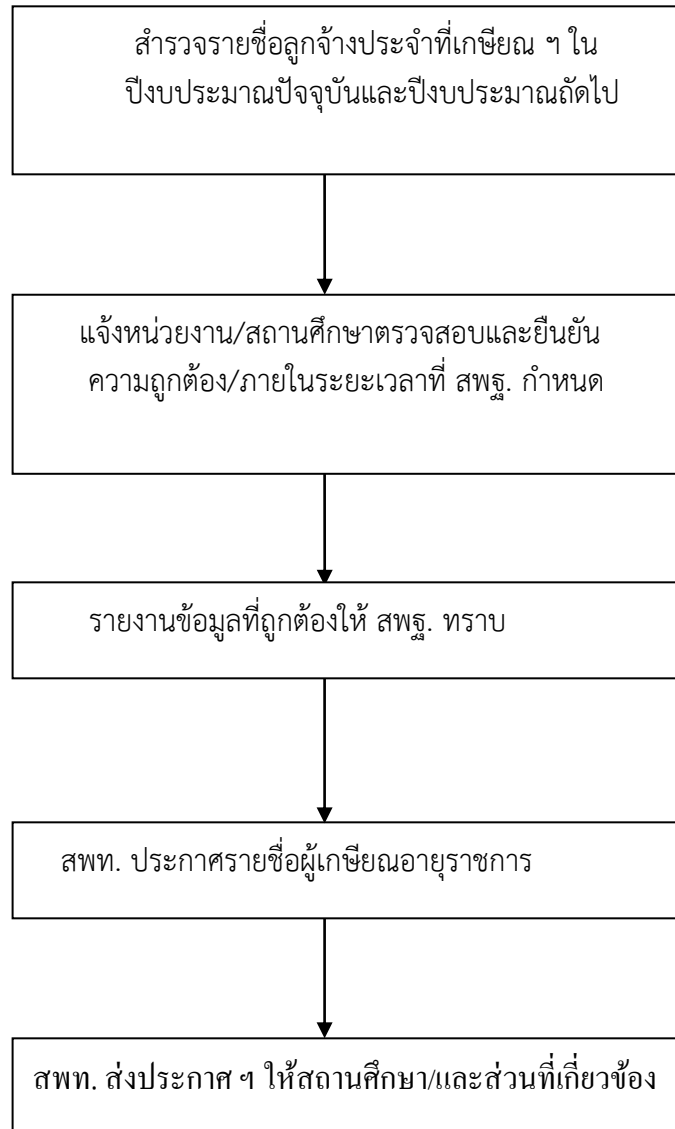 สำรวจรายชื่อลูกจ้างประจำที่เกษียณ ฯ ใน
ปีงบประมาณปัจจุบันและปีงบประมาณถัดไป
แจ้งหน่วยงาน/สถานศึกษาตรวจสอบและยืนยัน
ความถูกต้อง/ภายในระยะเวลาที่ สพฐ. กำหนด
รายงานข้อมูลที่ถูกต้องให้ สพฐ. ทราบ
สพท. ประกาศรายชื่อผู้เกษียณอายุราชการ
สพท. ส่งประกาศ ฯ ให้สถานศึกษา/และส่วนที่เกี่ยวข้อง